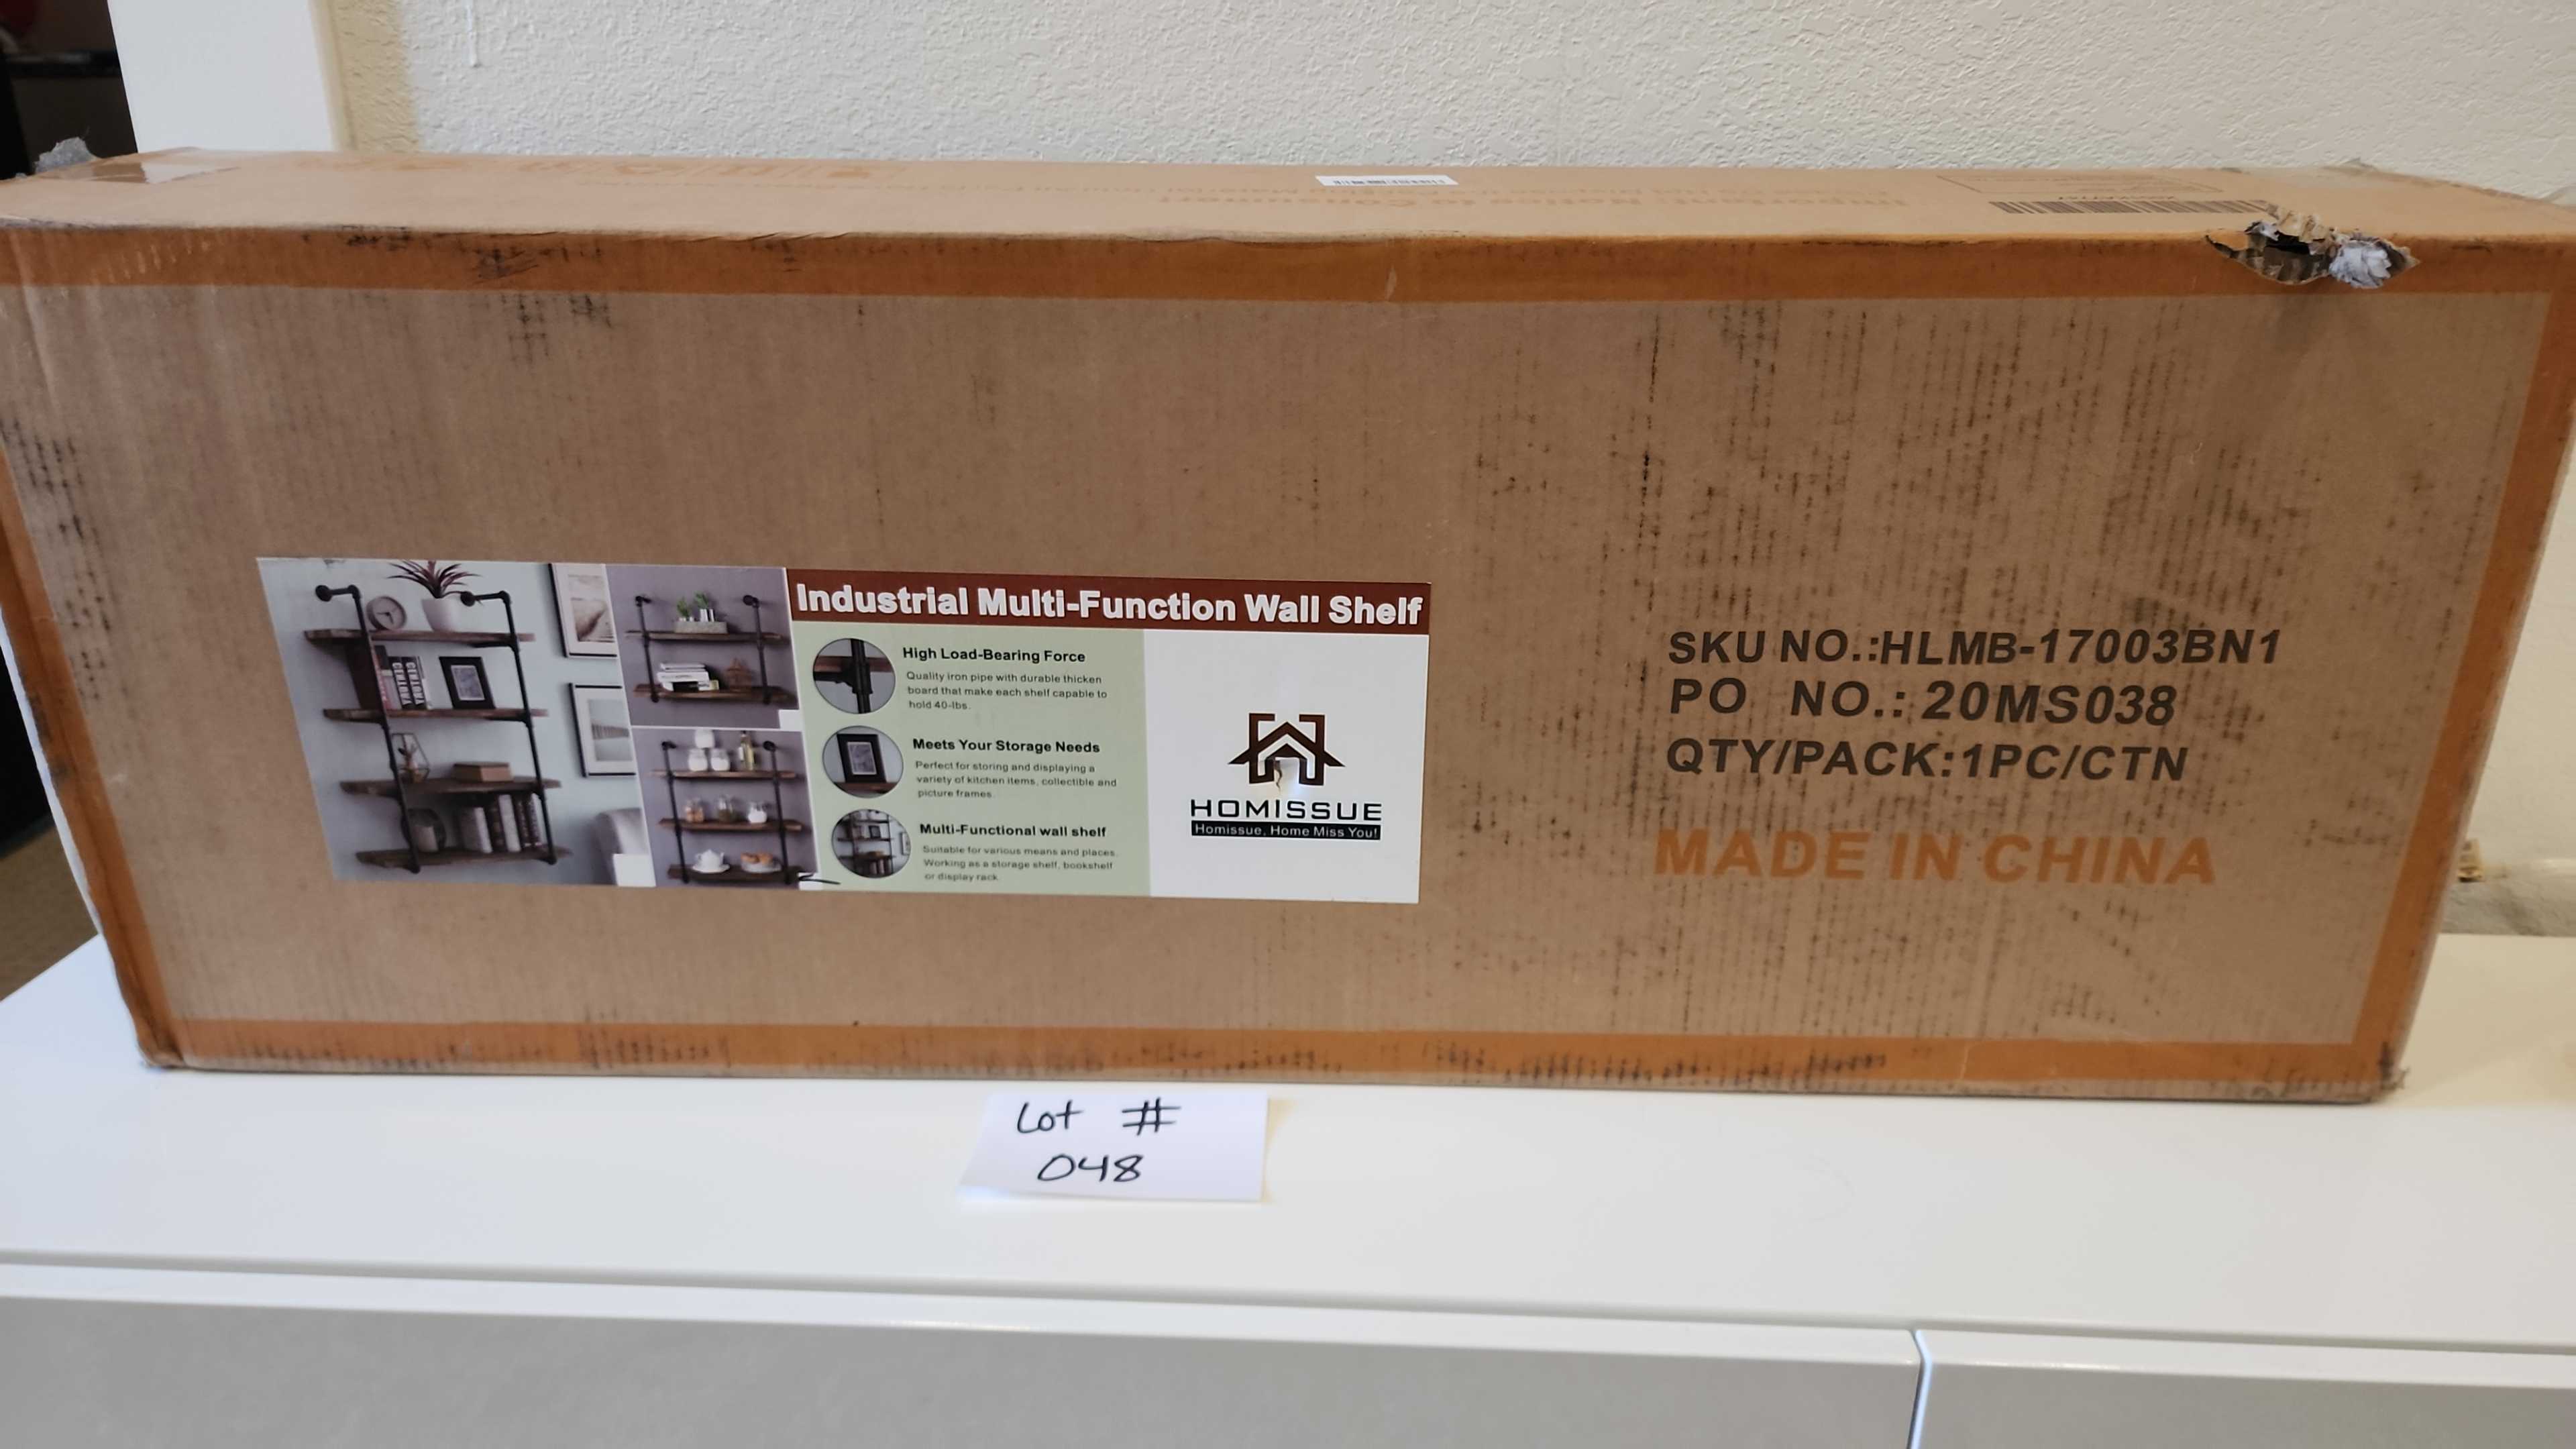 Important Notice to Consumer!
Industrial Multi-Function Wall Shelf
High Load-Bearing Force
Quality iron pipe with durable thicken
board that make each shelf capable to
hold 40-lbs.
Meets Your Storage Needs
Perfect for storing and displaying a
variety of kitchen items, collectible and
picture frames.
Multi-Functional wall shelf
Suitable for various means and places.
Working as a storage shelf, bookshelf
or display rack.
HOMISSUE
Homissue, Home Miss You!
SKU NO.:HLMB-17003BN1
PO NO.: 20MS038
QTY/PACK:1PC/CTN
MADE IN CHINA
Lot #
048